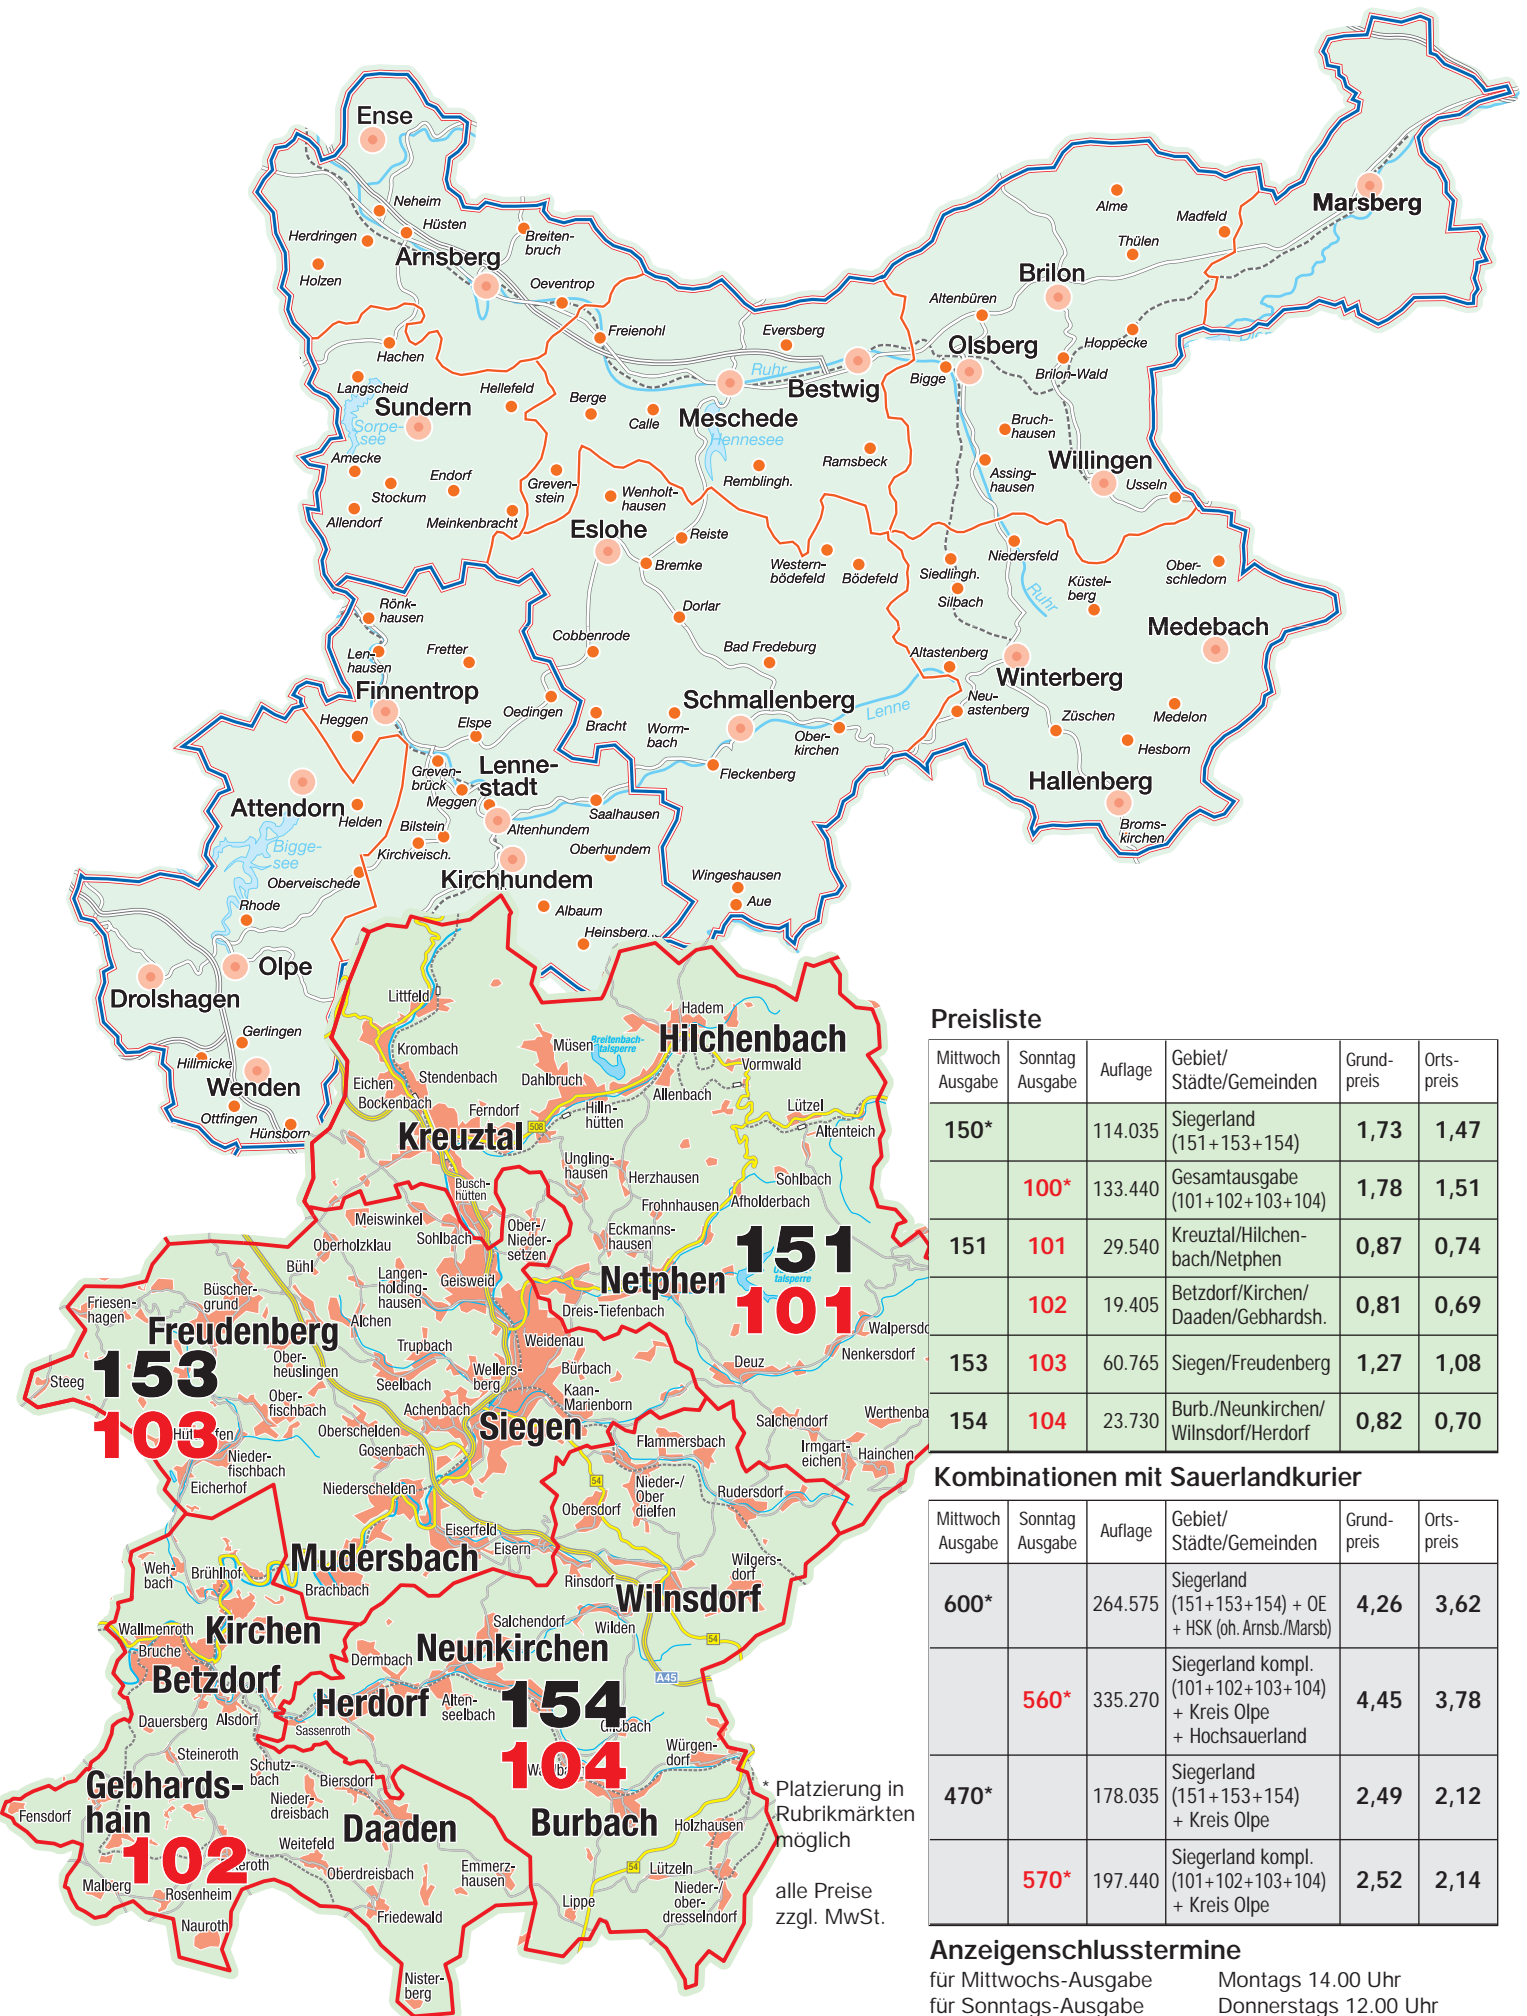 Ense
Neheim
Hüsten
Herdringen
Holzen
Arnsberg
Breiten-
bruch
Oeventrop
Alme
Madfeld
Marsberg
Thülen
Brilon
Altenbüren
Hoppecke
Hachen
Freienohl
Eversberg
Olsberg
Ruhr
Bestwig
Bigge
Brilon-Wald
Langscheid
Hellefeld
Berge
Calle
Meschede
Sundern
Sorpe-
see
Hennesee
Bruch-
hausen
Amecke
Endorf
Greven-
stein
Remblingh.
Ramsbeck
Assing-
hausen
Willingen
Usseln
Stockum
Allendorf
Meinkenbracht
Wenholt-
hausen
Eslohe
Reiste
Bremke
Western-
bödefeld
Bödefeld
Siedlingh.
Silbach
Niedersfeld
Ruhr
Küstel-
berg
Ober-
schledorn
Rönk-
hausen
Dorlar
Medebach
Len-
hausen
Fretter
Cobbenrode
Bad Fredeburg
Altastenberg
Winterberg
Finnentrop
Heggen
Elspe
Oedingen
Bracht
Worm-
bach
Schmallenberg
Lenne
Ober-
kirchen
Neu-
astenberg
Züschen
Medelon
Hesborn
Greven-
brück
Lenne-
stadt
Fleckenberg
Hallenberg
Attendorn
Helden
Meggen
Saalhausen
Broms-
kirchen
Bigge-
see
Bilstein
Altenhundem
Kirchveisch.
Oberhundem
Oberveischede
Kirchhundem
Wingeshausen
Aue
Rhode
Albaum
Heinsberg
Olpe
Drolshagen
Gerlingen
Hillmicke
Wenden
Ottfingen
Hünsborn
Littfeld
Hadem
Krombach
Müsen
Breitenbach-
talsperre
Hilchenbach
Vormwald
Eichen
Stendenbach
Dahlbruch
Bockenbach
Allenbach
Lützel
Ferndorf
Hilln-
hütten
Altenteich
Kreuztal
508
Ungling-
hausen
Herzhausen
Sohlbach
Busch-
hütten
Frohnhausen
Afholderbach
Meiswinkel
Sohlbach
Ober-/
Nieder-
setzen
Eckmanns-
hausen
151
101
talsperre
Oberholzklau
Bühl
Langen-
holding-
hausen
Geisweid
Netphen
Büscher-
grund
Friesen-
hagen
Alchen
Dreis-Tiefenbach
Freudenberg
Trupbach
Weidenau
Walpersdo
Nenkersdorf
Ober-
heuslingen
153
103
Steeg
Wellers-
berg
Bürbach
Deuz
Seelbach
Kaan-
Marienborn
Ober-
fischbach
Achenbach
Siegen
Oberschelden
Gosenbach
Salchendorf
Werthenba
Flammersbach
Irmgart-
eichen
Hainchen
Nieder-
fischbach
Eicherhof
Niederschelden
54
Nieder-/
Ober
dielfen
Rudersdorf
Obersdorf
Eiserfeld
Eisern
Mudersbach
Weh-
bach
Brühlhof
Brachbach
Rinsdorf
Wilgers-
dorf
Wilnsdorf
Wallmenroth
Kirchen
Salchendorf
Wilden
Bruche
Neunkirchen
54
Dermbach
Betzdorf
A45
Herdorf
Alten-
seelbach
154
104
Dauersberg
Alsdorf
Sassenroth
Steineroth
Würgen-
dorf
Schutz-
bach
Biersdorf
Gebhards-
hain
Nieder-
dreisbach
Fensdorf
Daaden
Burbach
Holzhausen
Weitefeld
102
Malberg
Oberdreisbach
Emmerz-
hausen
54
Lützeln
Rosenheim
Lippe
Nieder-/
ober-
dresselndorf
Nauroth
Friedewald
Nister-
berg
* Platzierung in
Rubrikmärkten
möglich
alle Preise
zzgl. MwSt.
Preisliste
Mittwoch Ausgabe | Sonntag Ausgabe | Auflage | Gebiet/ Städte/Gemeinden | Grund- preis | Orts- preis
150* 114.035 Siegerland (151+153+154) 1,73 1,47
100* 133.440 Gesamtausgabe (101+102+103+104) 1,78 1,51
151 101 29.540 Kreuztal/Hilchen- bach/Netphen 0,87 0,74
102 19.405 Betzdorf/Kirchen/ Daaden/Gebhardsh. 0,81 0,69
153 103 60.765 Siegen/Freudenberg 1,27 1,08
154 104 23.730 Burb./Neunkirchen/ Wilnsdorf/Herdorf 0,82 0,70
Kombinationen mit Sauerlandkurier
Mittwoch Ausgabe | Sonntag Ausgabe | Auflage | Gebiet/ Städte/Gemeinden | Grund- preis | Orts- preis
600* 264.575 Siegerland (151+153+154) + OE + HSK (oh. Arnsb./Marsb) 4,26 3,62
560* 335.270 Siegerland kompl. (101+102+103+104) + Kreis Olpe + Hochsauerland 4,45 3,78
470* 178.035 Siegerland (151+153+154) + Kreis Olpe 2,49 2,12
570* 197.440 Siegerland kompl. (101+102+103+104) + Kreis Olpe 2,52 2,14
Anzeigenschlusstermine
für Mittwochs-Ausgabe Montags 14.00 Uhr
für Sonntags-Ausgabe Donnerstags 12.00 Uhr